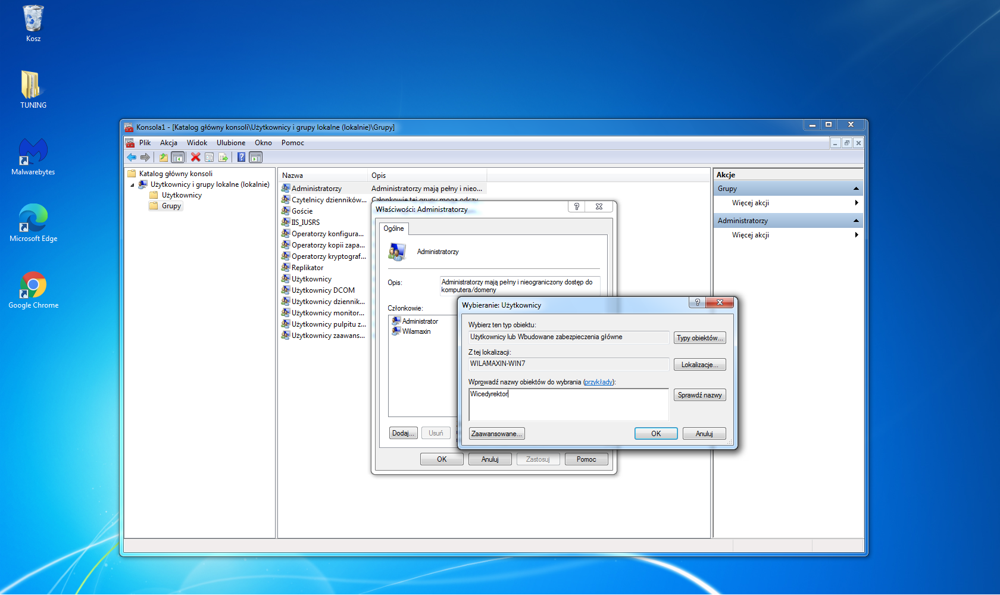 Kosz
TUNING
Malwarebytes
Microsoft Edge
Google Chrome
Konsola1 - [Katalog główny konsoli\Użytkownicy i grupy lokalne (lokalnie)\Grupy]
Plik Akcja Widok Ulubione Okno Pomoc
Katalog główny konsoli
Użytkownicy i grupy lokalne (lokalnie)
Użytkownicy
Grupy
Nazwa Opis
Administratorzy Administratorzy mają pełny i nieo...
Czytelnicy dzienników... Członkowie tej grupy mogą odczy...
Goście
IIS_IUSRS
Operatorzy konfigura...
Operatorzy kopii zapa...
Operatorzy kryptograf...
Replikator
Użytkownicy
Użytkownicy DCOM
Użytkownicy dziennik...
Użytkownicy monitor...
Użytkownicy pulpitu z...
Użytkownicy zaawans...
Akcje
Grupy
Więcej akcji
Administratorzy
Więcej akcji
Właściwości: Administratorzy
Ogólne
Administratorzy
Opis: Administratorzy mają pełny i nieograniczony dostęp do
komputera/domeny
Członkowie:
Administrator
Wilamaxin
Dodaj... Usuń
OK Anuluj Zastosuj Pomoc
Wybieranie: Użytkownicy
Wybierz ten typ obiektu:
Użytkownicy lub Wbudowane zabezpieczenia główne Typy obiektów...
Z tej lokalizacji:
WILAMAXIN-WIN7 Lokalizacje...
Wprowadź nazwy obiektów do wybrania (przykłady):
Wicedyrektor Sprawdź nazwy
Zaawansowane... OK Anuluj